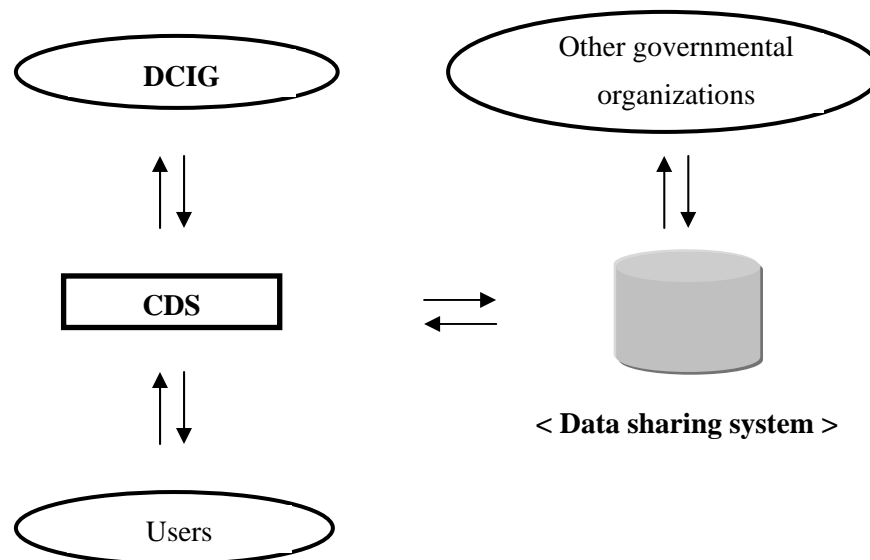 DCIG
Other governmental
organizations
CDS
< Data sharing system >
Users